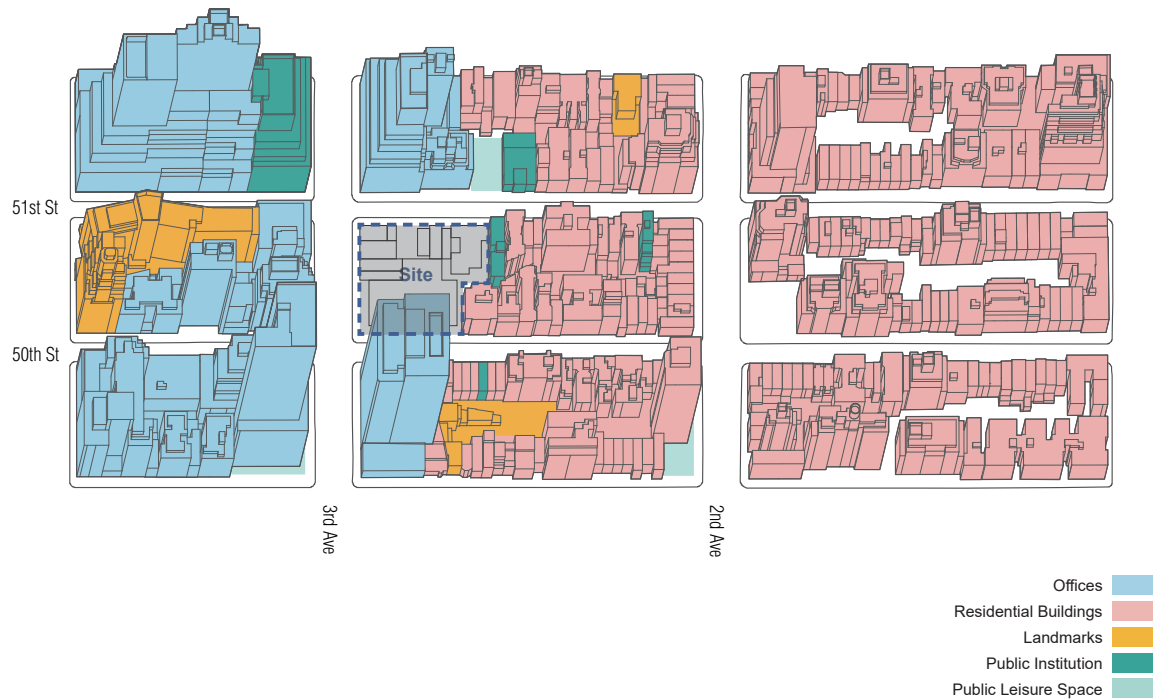 51st St
Site
50th St
3rd Ave
2nd Ave
Offices
Residential Buildings
Landmarks
Public Institution
Public Leisure Space